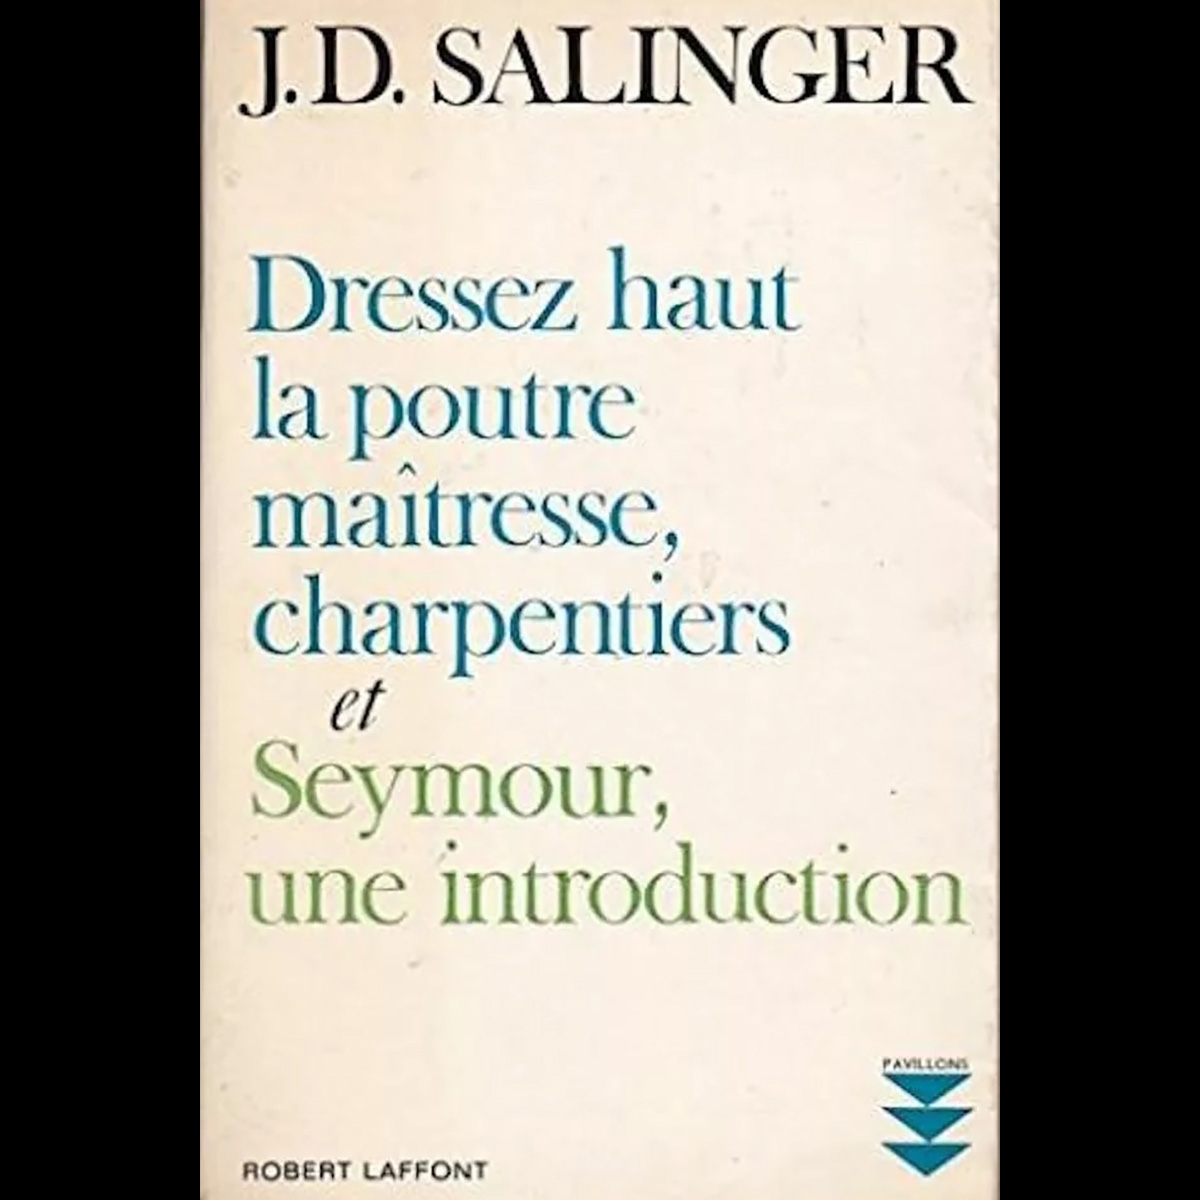 J.D. SALINGER
Dressez haut
la poutre
maîtresse,
charpentiers
et
Seymour,
une introduction
PAVILLONS
ROBERT LAFFONT